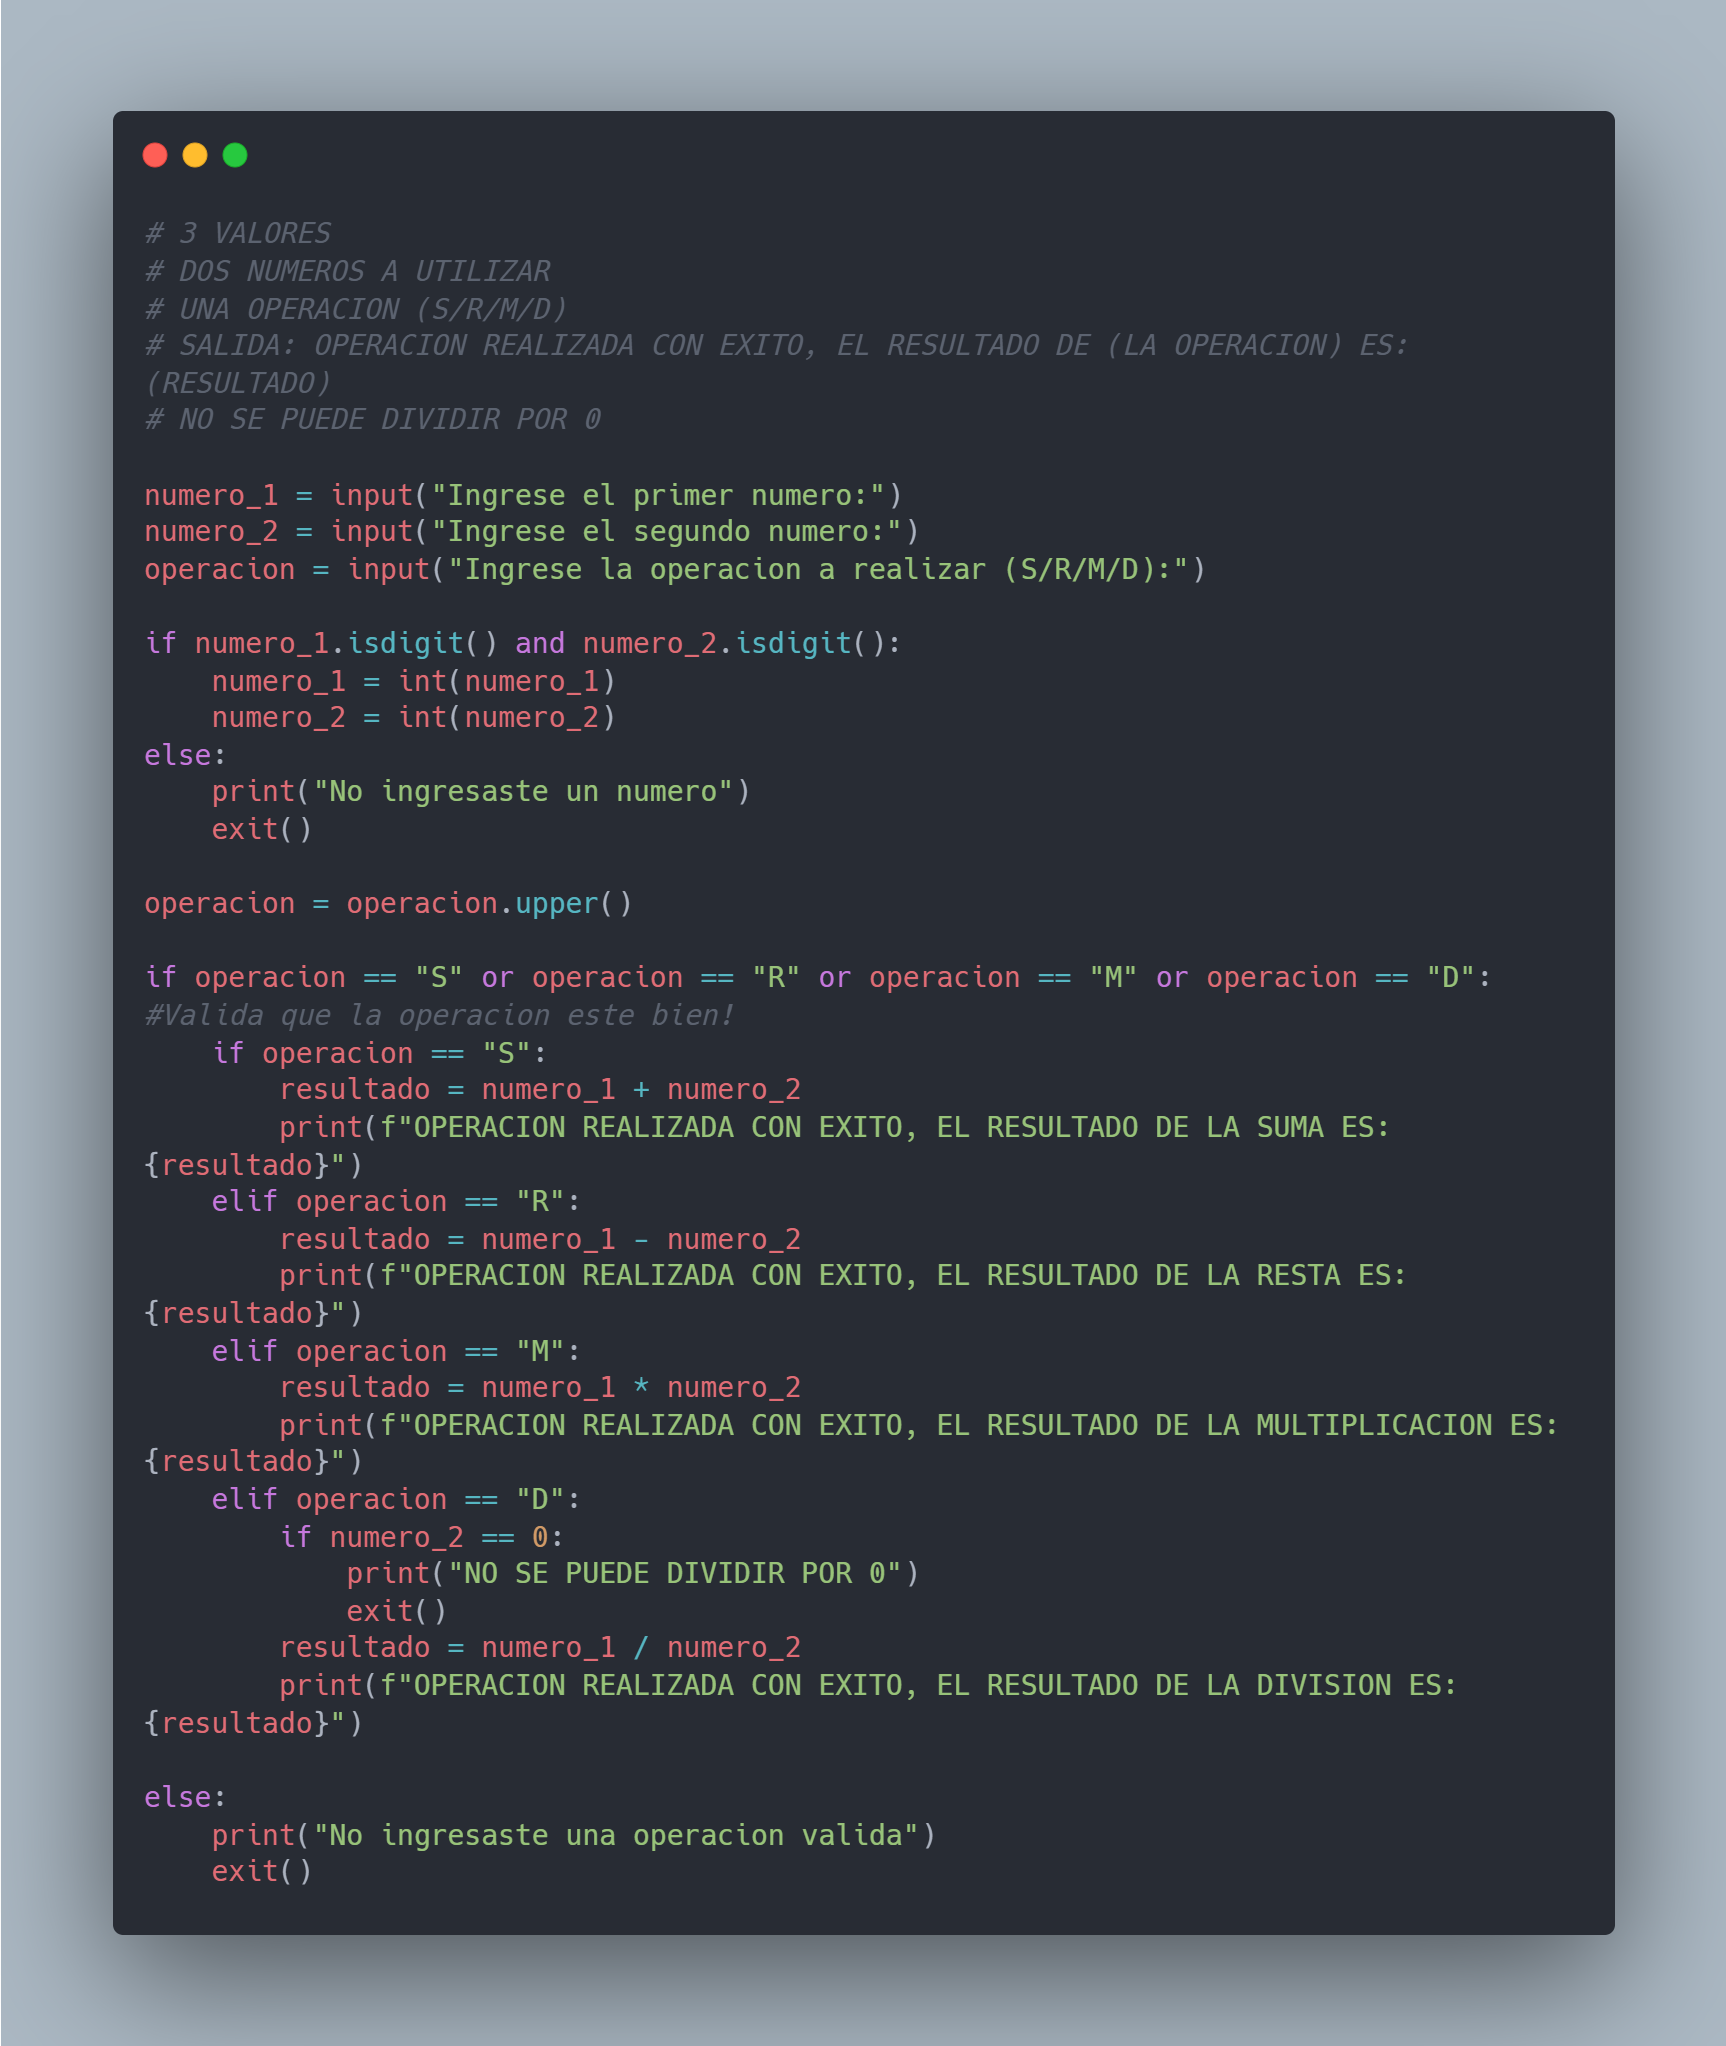 # 3 VALORES
# DOS NUMEROS A UTILIZAR
# UNA OPERACION (S/R/M/D)
# SALIDA: OPERACION REALIZADA CON EXITO, EL RESULTADO DE (LA OPERACION) ES:
(RESULTADO)
# NO SE PUEDE DIVIDIR POR 0

numero_1 = input("Ingrese el primer numero:")
numero_2 = input("Ingrese el segundo numero:")
operacion = input("Ingrese la operacion a realizar (S/R/M/D):")

if numero_1.isdigit() and numero_2.isdigit():
    numero_1 = int(numero_1)
    numero_2 = int(numero_2)
else:
    print("No ingresaste un numero")
    exit()

operacion = operacion.upper()

if operacion == "S" or operacion == "R" or operacion == "M" or operacion == "D":
#Valida que la operacion este bien!
    if operacion == "S":
        resultado = numero_1 + numero_2
        print(f"OPERACION REALIZADA CON EXITO, EL RESULTADO DE LA SUMA ES:
{resultado}")
    elif operacion == "R":
        resultado = numero_1 - numero_2
        print(f"OPERACION REALIZADA CON EXITO, EL RESULTADO DE LA RESTA ES:
{resultado}")
    elif operacion == "M":
        resultado = numero_1 * numero_2
        print(f"OPERACION REALIZADA CON EXITO, EL RESULTADO DE LA MULTIPLICACION ES:
{resultado}")
    elif operacion == "D":
        if numero_2 == 0:
            print("NO SE PUEDE DIVIDIR POR 0")
            exit()
        resultado = numero_1 / numero_2
        print(f"OPERACION REALIZADA CON EXITO, EL RESULTADO DE LA DIVISION ES:
{resultado}")

else:
    print("No ingresaste una operacion valida")
    exit()